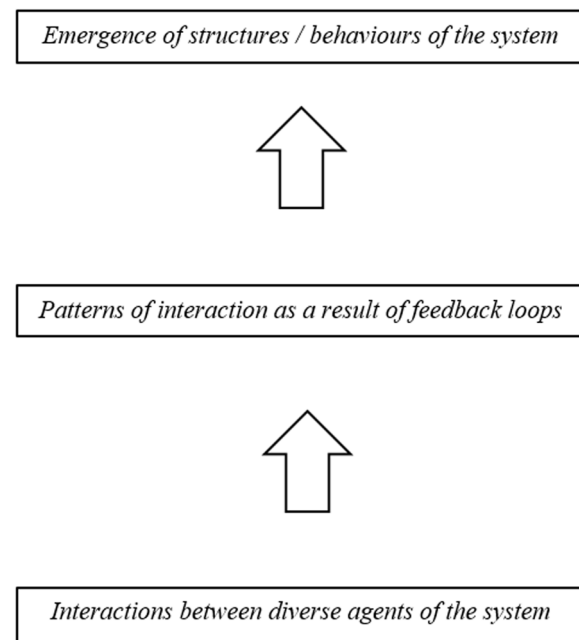 Emergence of structures / behaviours of the system
Patterns of interaction as a result of feedback loops
Interactions between diverse agents of the system